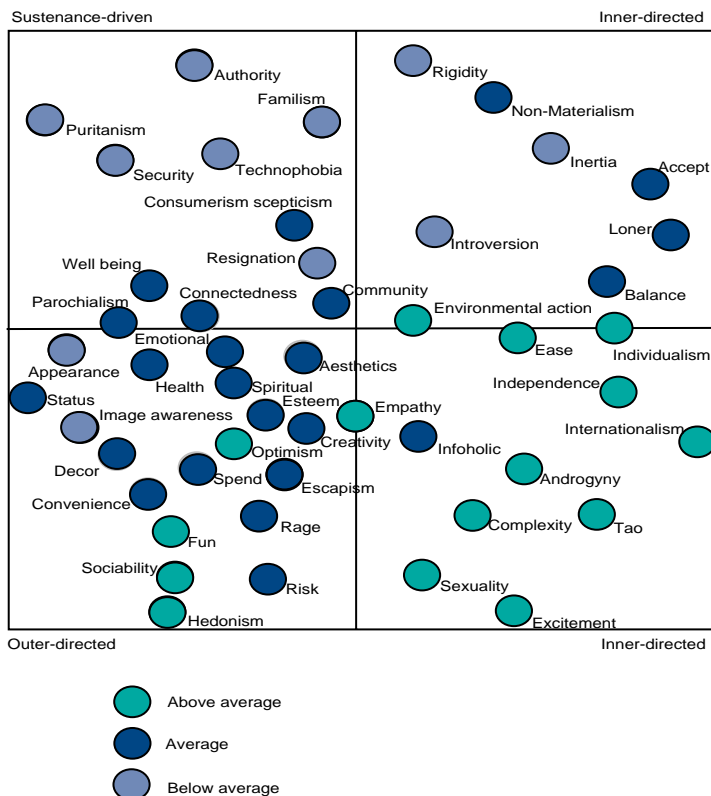 Sustenance-driven
Inner-directed
Authority
Rigidity
Familism
Non-Materialism
Puritanism
Security
Technophobia
Inertia
Accept
Consumerism scepticism
Resignation
Introversion
Loner
Well being
Connectedness
Community
Balance
Parochialism
Environmental action
Emotional
Ease
Individualism
Appearance
Health
Spiritual
Aesthetics
Independence
Status
Image awareness
Esteem
Empathy
Internationalism
Creativity
Infoholic
Optimism
Decor
Spend
Escapism
Androgyny
Convenience
Rage
Complexity
Tao
Fun
Sociability
Risk
Sexuality
Hedonism
Excitement
Outer-directed
Inner-directed
Above average
Average
Below average